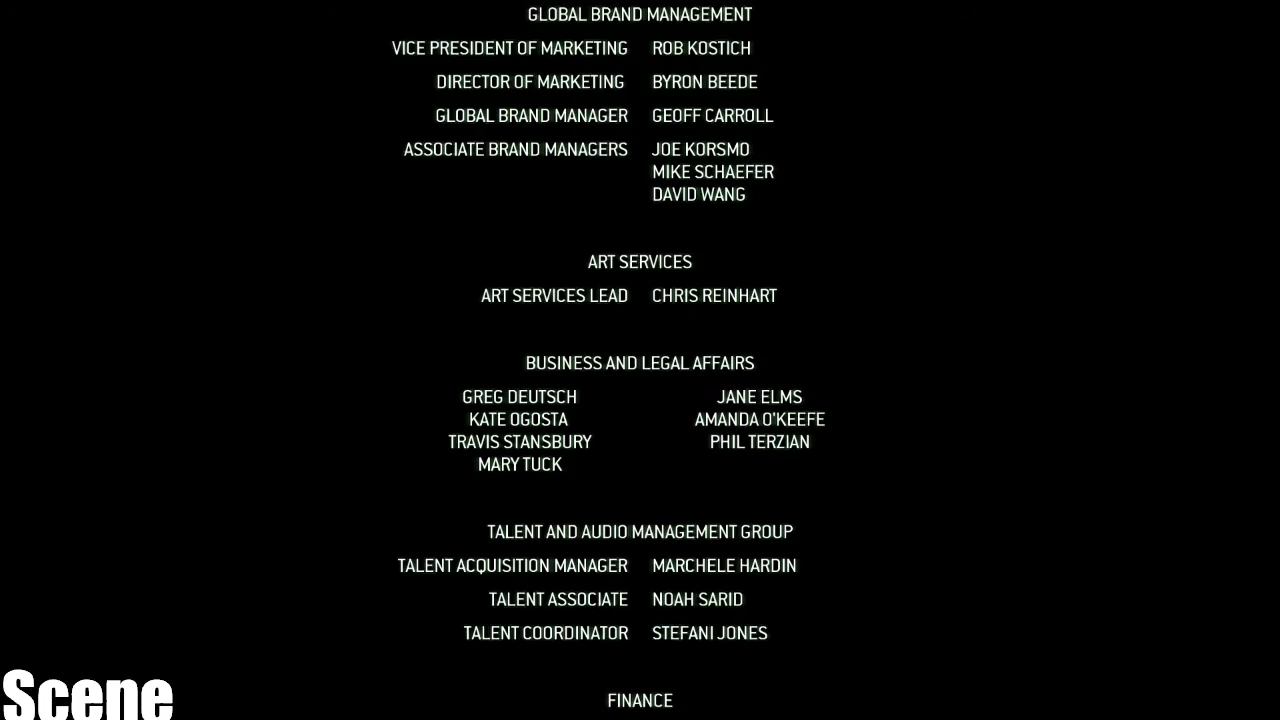 GLOBAL BRAND MANAGEMENT
VICE PRESIDENT OF MARKETING ROB KOSTICH
DIRECTOR OF MARKETING BYRON BEEDE
GLOBAL BRAND MANAGER GEOFF CARROLL
ASSOCIATE BRAND MANAGERS JOE KORSMO
MIKE SCHAEFER
DAVID WANG
ART SERVICES
ART SERVICES LEAD CHRIS REINHART
BUSINESS AND LEGAL AFFAIRS
GREG DEUTSCH JANE ELMS
KATE OGOSTA AMANDA O'KEEFE
TRAVIS STANSBURY PHIL TERZIAN
MARY TUCK
TALENT AND AUDIO MANAGEMENT GROUP
TALENT ACQUISITION MANAGER MARCHELE HARDIN
TALENT ASSOCIATE NOAH SARID
TALENT COORDINATOR STEFANI JONES
FINANCE
Scene